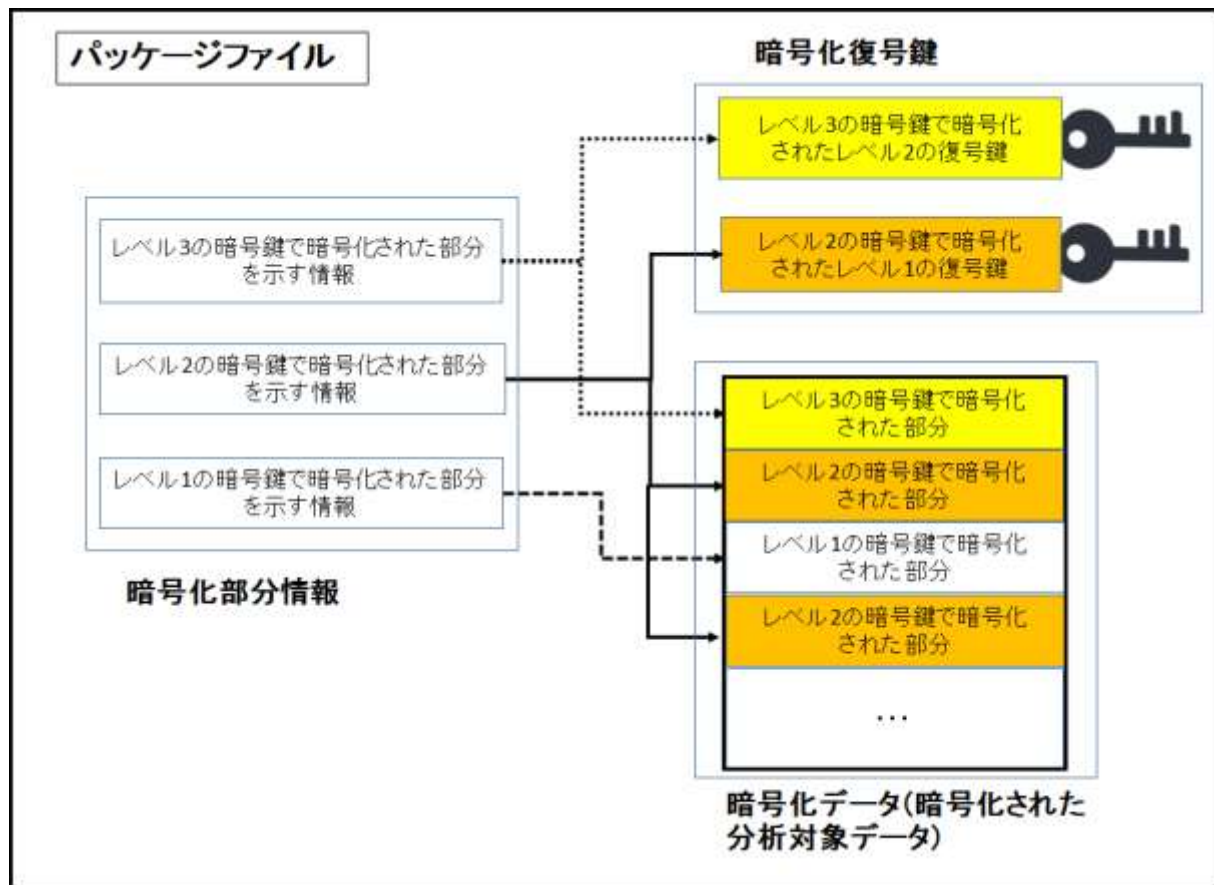 パッケージファイル
暗号化復号鍵
レベル3の暗号鍵で暗号化
されたレベル2の復号鍵
レベル2の暗号鍵で暗号化
されたレベル1の復号鍵
レベル3の暗号鍵で暗号化された部分
を示す情報
レベル2の暗号鍵で暗号化された部分
を示す情報
レベル1の暗号鍵で暗号化された部分
を示す情報
暗号化部分情報
レベル3の暗号鍵で暗号化
された部分
レベル2の暗号鍵で暗号化
された部分
レベル1の暗号鍵で暗号化
された部分
レベル2の暗号鍵で暗号化
された部分
...
暗号化データ(暗号化された
分析対象データ)